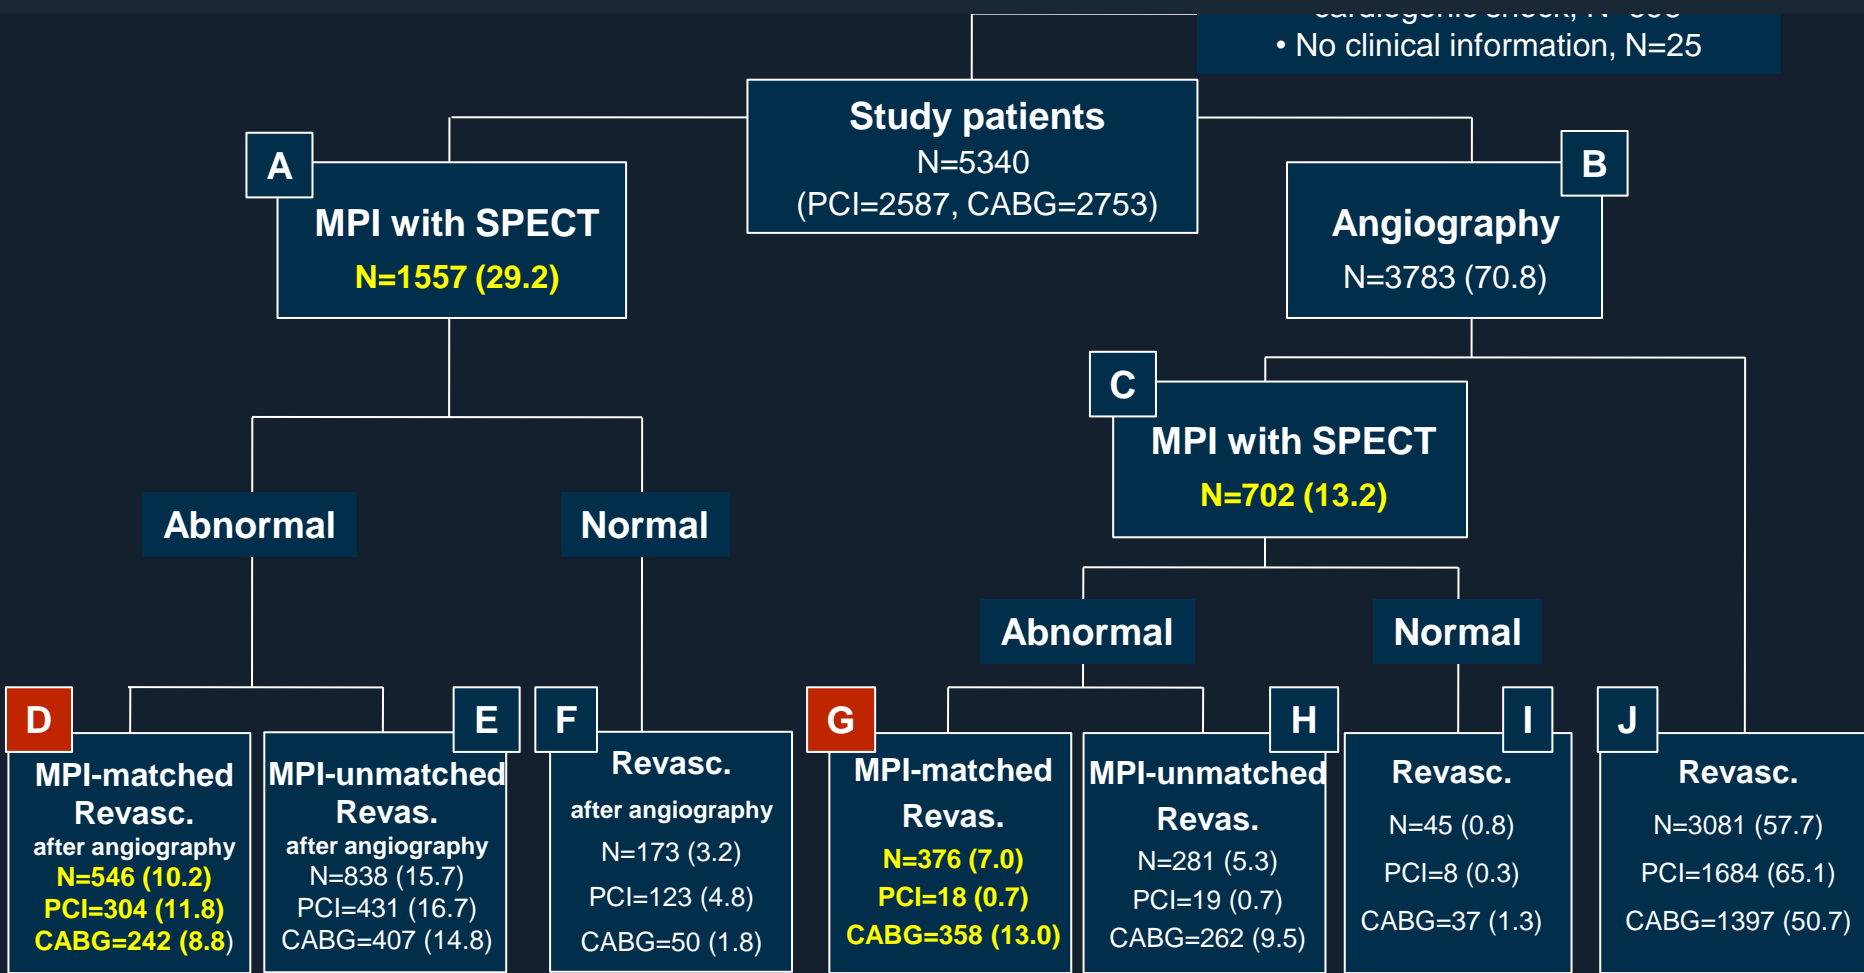 • No clinical information, N=25
Study patients
N=5340
(PCI=2587, CABG=2753)
A
MPI with SPECT
N=1557 (29.2)
B
Angiography
N=3783 (70.8)
C
MPI with SPECT
N=702 (13.2)
Abnormal
Normal
Abnormal
Normal
D
MPI-matched
Revasc.
after angiography
N=546 (10.2)
PCI=304 (11.8)
CABG=242 (8.8)
E
MPI-unmatched
Revas.
after angiography
N=838 (15.7)
PCI=431 (16.7)
CABG=407 (14.8)
F
Revasc.
after angiography
N=173 (3.2)
PCI=123 (4.8)
CABG=50 (1.8)
G
MPI-matched
Revas.
N=376 (7.0)
PCI=18 (0.7)
CABG=358 (13.0)
H
MPI-unmatched
Revas.
N=281 (5.3)
PCI=19 (0.7)
CABG=262 (9.5)
I
Revasc.
N=45 (0.8)
PCI=8 (0.3)
CABG=37 (1.3)
J
Revasc.
N=3081 (57.7)
PCI=1684 (65.1)
CABG=1397 (50.7)